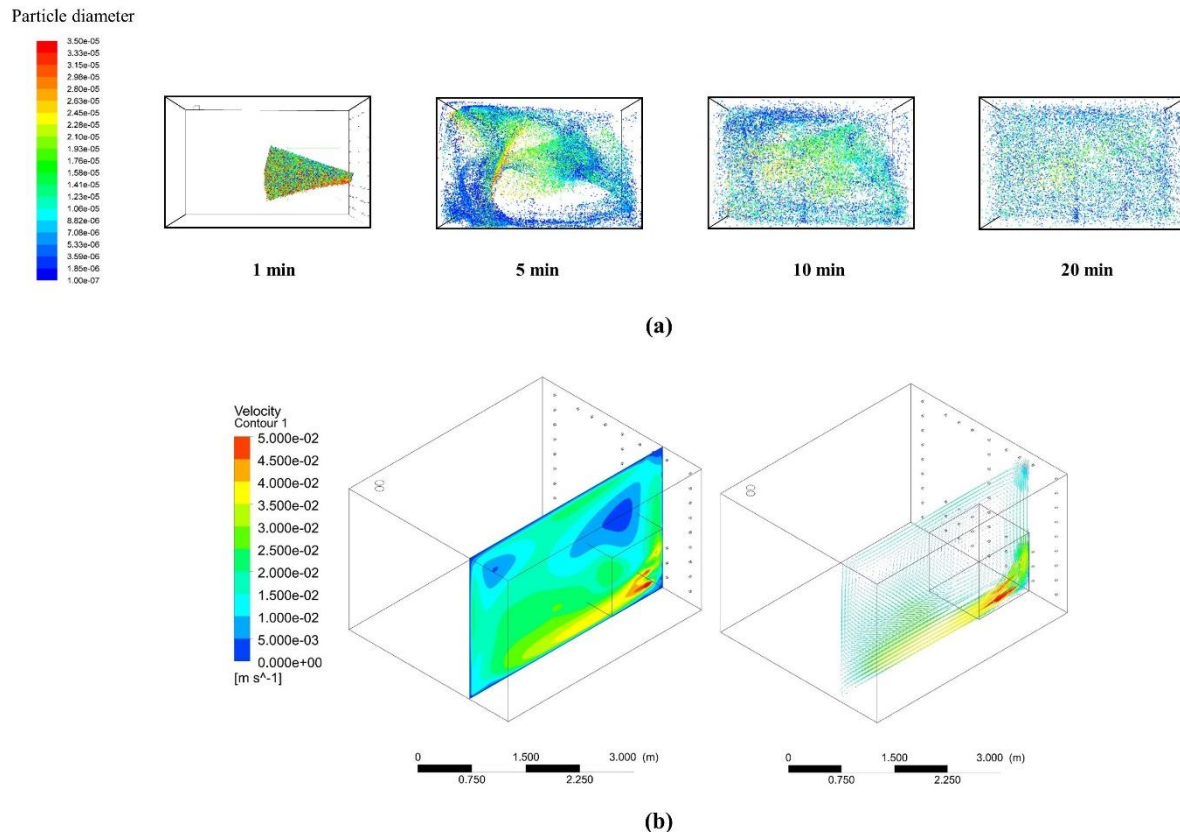 Particle diameter
3.50e-05
3.33e-05
3.15e-05
2.98e-05
2.80e-05
2.63e-05
2.45e-05
2.28e-05
2.10e-05
1.93e-05
1.76e-05
1.58e-05
1.41e-05
1.23e-05
1.06e-05
8.82e-06
7.08e-06
5.33e-06
3.59e-06
1.85e-06
1.00e-07
1 min
5 min
10 min
20 min
(a)
Velocity
Contour 1
5.000e-02
4.500e-02
4.000e-02
3.500e-02
3.000e-02
2.500e-02
2.000e-02
1.500e-02
1.000e-02
5.000e-03
0.000e+00
[m s^-1]
0 1.500 3.000 (m)
0.750 2.250
0 1.500 3.000 (m)
0.750 2.250
(b)